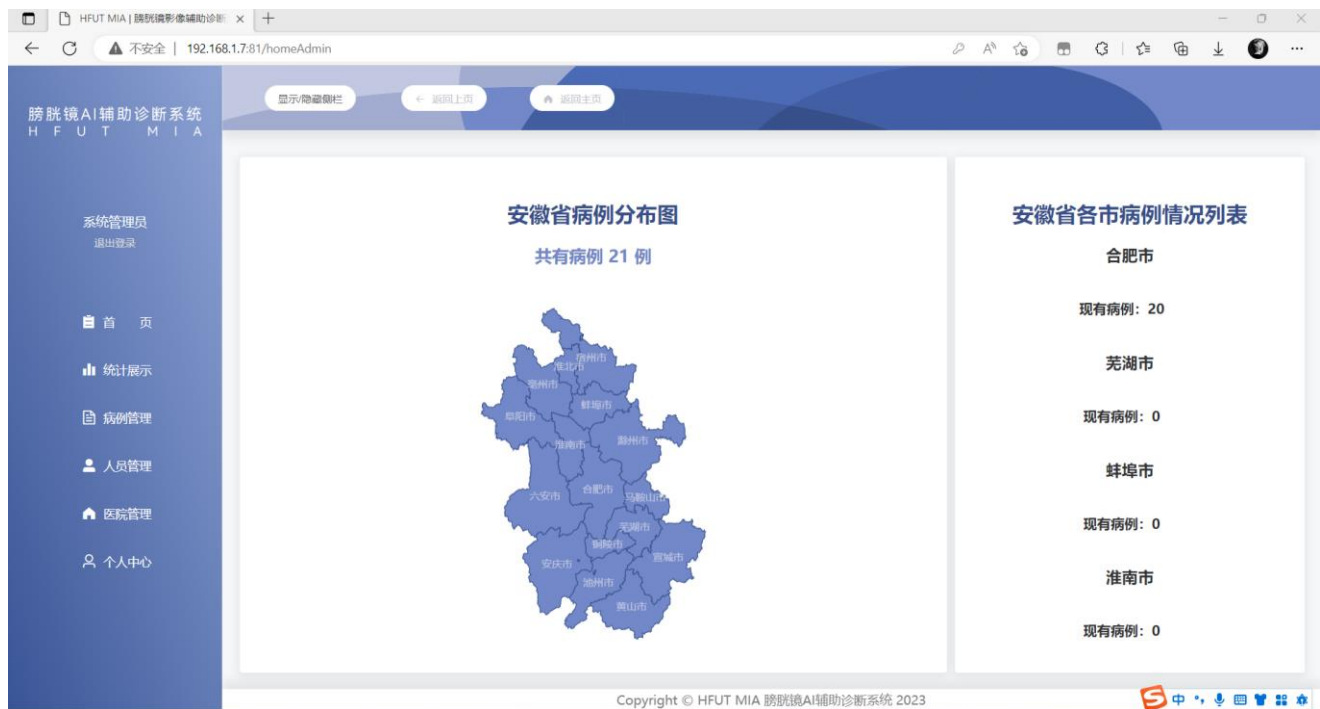 HFUT MIA | 膀胱镜影像辅助诊断
不安全 | 192.168.1.7:81/homeAdmin
膀胱镜AI辅助诊断系统
HFUT MIA
显示/隐藏侧栏
← 返回上页
返回主页
系统管理员
退出登录
首 页
统计展示
病例管理
人员管理
医院管理
个人中心
安徽省病例分布图
共有病例 21 例
宿州市
淮北市
亳州市
蚌埠市
阜阳市
淮南市
滁州市
六安市
合肥市
马鞍山市
芜湖市
铜陵市
宣城市
安庆市
池州市
黄山市
安徽省各市病例情况列表
合肥市
现有病例：20
芜湖市
现有病例：0
蚌埠市
现有病例：0
淮南市
现有病例：0
Copyright © HFUT MIA 膀胱镜AI辅助诊断系统 2023
中